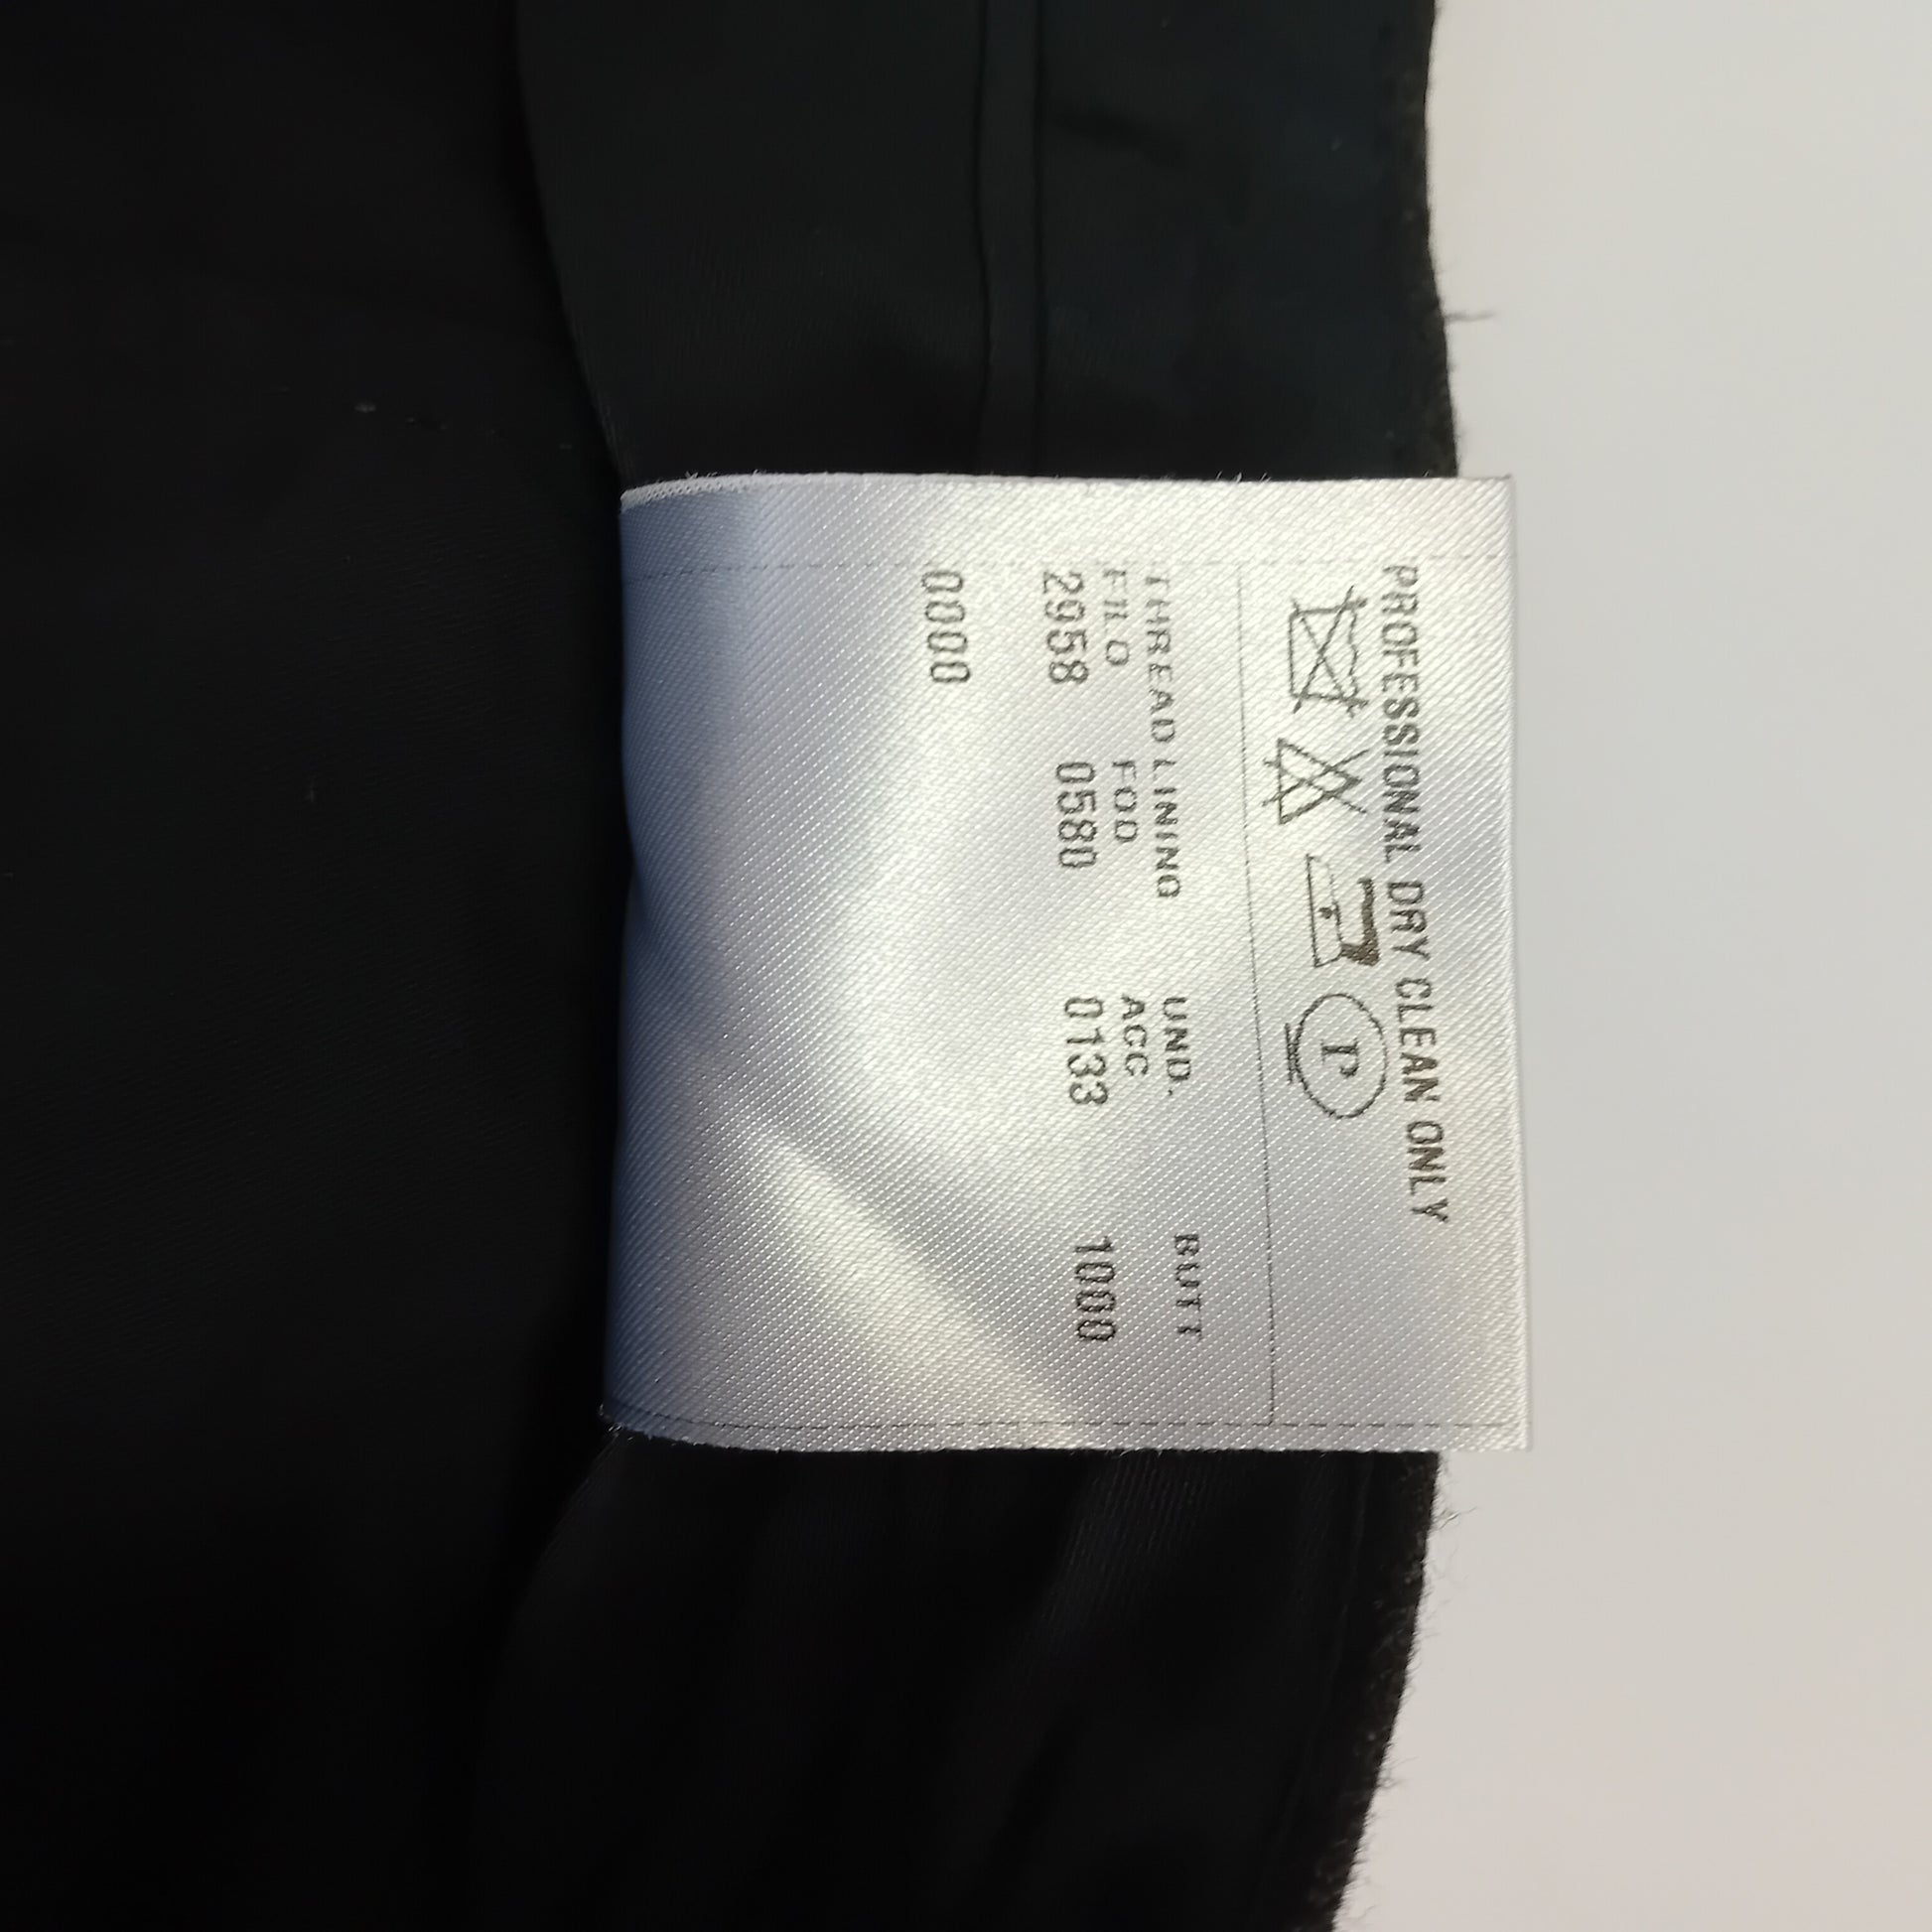 PROFESSIONAL DRY CLEAN ONLY
P
THREAD LINING UND. BUTT
FILO FOD ACC
2958 0580 0133 1000
0000